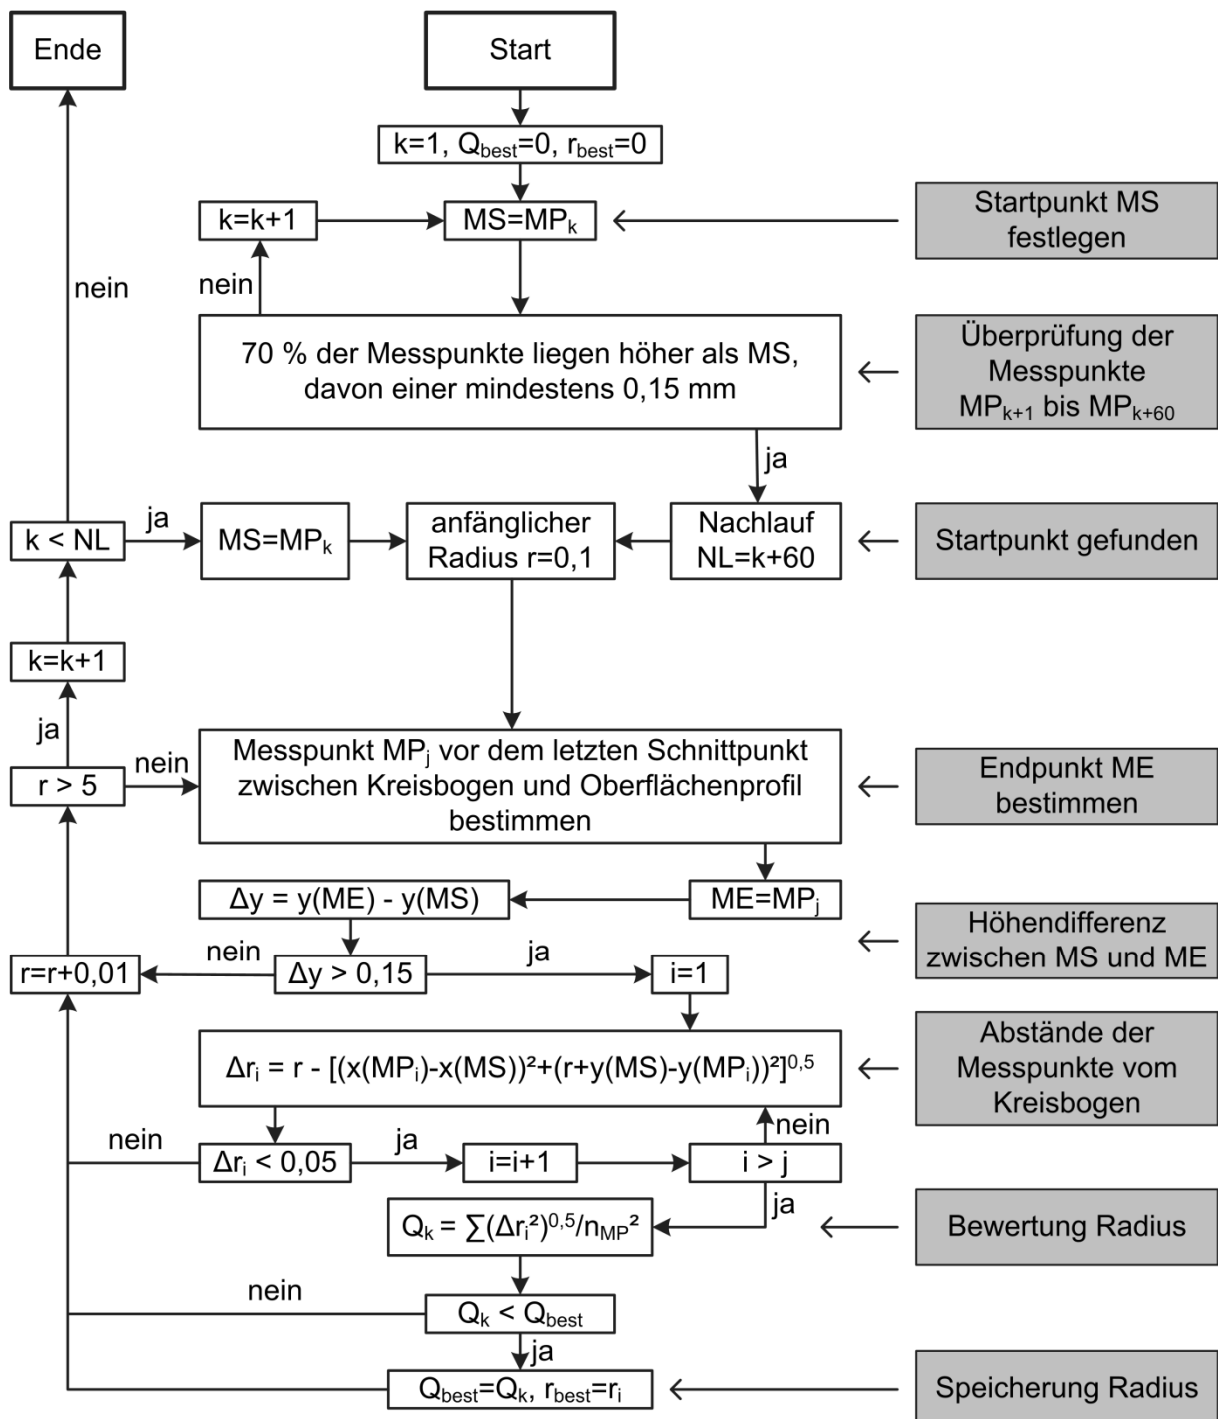 Ende
Start
k=1, Q_best=0, r_best=0
k=k+1
MS=MP_k
Startpunkt MS
festlegen
nein
nein
70 % der Messpunkte liegen höher als MS,
davon einer mindestens 0,15 mm
Überprüfung der
Messpunkte
MP_k+1 bis MP_k+60
ja
k < NL
ja
MS=MP_k
anfänglicher
Radius r=0,1
Nachlauf
NL=k+60
Startpunkt gefunden
k=k+1
ja
r > 5
nein
Messpunkt MP_j vor dem letzten Schnittpunkt
zwischen Kreisbogen und Oberflächenprofil
bestimmen
Endpunkt ME
bestimmen
Δy = y(ME) - y(MS)
ME=MP_j
Höhendifferenz
zwischen MS und ME
r=r+0,01
nein
Δy > 0,15
ja
i=1
Δr_i = r - [(x(MP_i)-x(MS))²+(r+y(MS)-y(MP_i))²]^0,5
Abstände der
Messpunkte vom
Kreisbogen
nein
Δr_i < 0,05
ja
i=i+1
i > j
nein
ja
Q_k = ∑(Δr_i²)^0,5/n_MP²
Bewertung Radius
nein
Q_k < Q_best
ja
Q_best=Q_k, r_best=r_i
Speicherung Radius